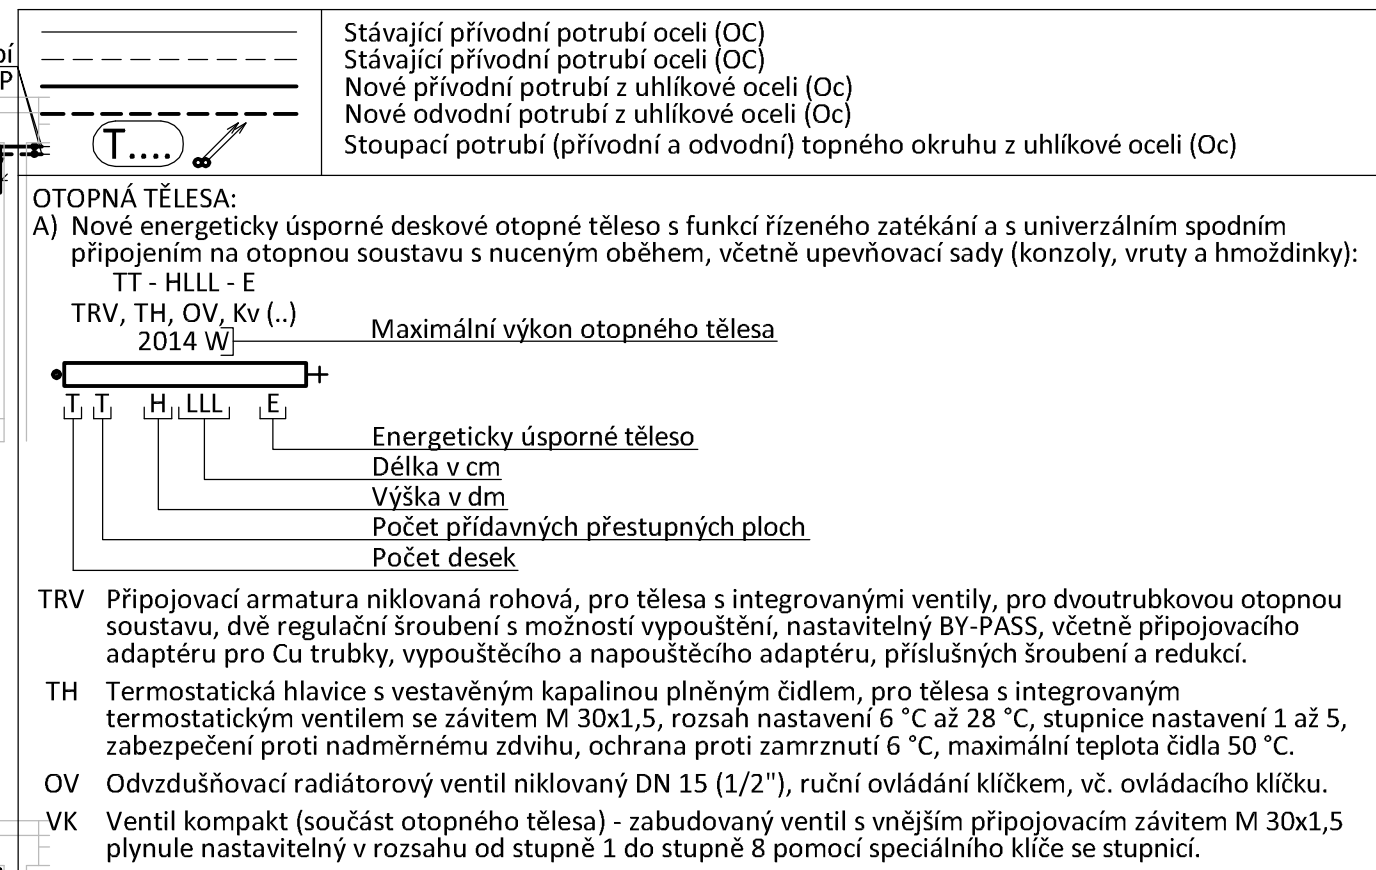 Stávající přívodní potrubí oceli (OC)
Stávající přívodní potrubí oceli (OC)
Nové přívodní potrubí z uhlíkové oceli (Oc)
Nové odvodní potrubí z uhlíkové oceli (Oc)
T....
Stoupací potrubí (přívodní a odvodní) topného okruhu z uhlíkové oceli (Oc)
OTOPNÁ TĚLESA:
A) Nové energeticky úsporné deskové otopné těleso s funkcí řízeného zatékání a s univerzálním spodním
připojením na otopnou soustavu s nuceným oběhem, včetně upevňovací sady (konzoly, vruty a hmoždinky):
TT - HLLL - E
TRV, TH, OV, Kv (..)
2014 W
Maximální výkon otopného tělesa
T T H LLL E
Energeticky úsporné těleso
Délka v cm
Výška v dm
Počet přídavných přestupných ploch
Počet desek
TRV Připojovací armatura niklovaná rohová, pro tělesa s integrovanými ventily, pro dvoutrubkovou otopnou
soustavu, dvě regulační šroubení s možností vypouštění, nastavitelný BY-PASS, včetně připojovacího
adaptéru pro Cu trubky, vypouštěcího a napouštěcího adaptéru, příslušných šroubení a redukcí.
TH Termostatická hlavice s vestavěným kapalinou plněným čidlem, pro tělesa s integrovaným
termostatickým ventilem se závitem M 30x1,5, rozsah nastavení 6 °C až 28 °C, stupnice nastavení 1 až 5,
zabezpečení proti nadměrnému zdvihu, ochrana proti zamrznutí 6 °C, maximální teplota čidla 50 °C.
OV Odvzdušňovací radiátorový ventil niklovaný DN 15 (1/2"), ruční ovládání klíčkem, vč. ovládacího klíčku.
VK Ventil kompakt (součást otopného tělesa) - zabudovaný ventil s vnějším připojovacím závitem M 30x1,5
plynule nastavitelný v rozsahu od stupně 1 do stupně 8 pomocí speciálního klíče se stupnicí.